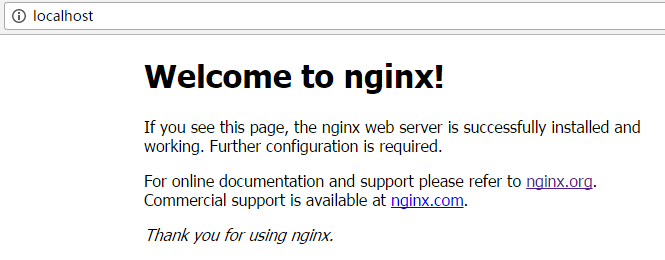 localhost
Welcome to nginx!
If you see this page, the nginx web server is successfully installed and
working. Further configuration is required.
For online documentation and support please refer to nginx.org.
Commercial support is available at nginx.com.
Thank you for using nginx.